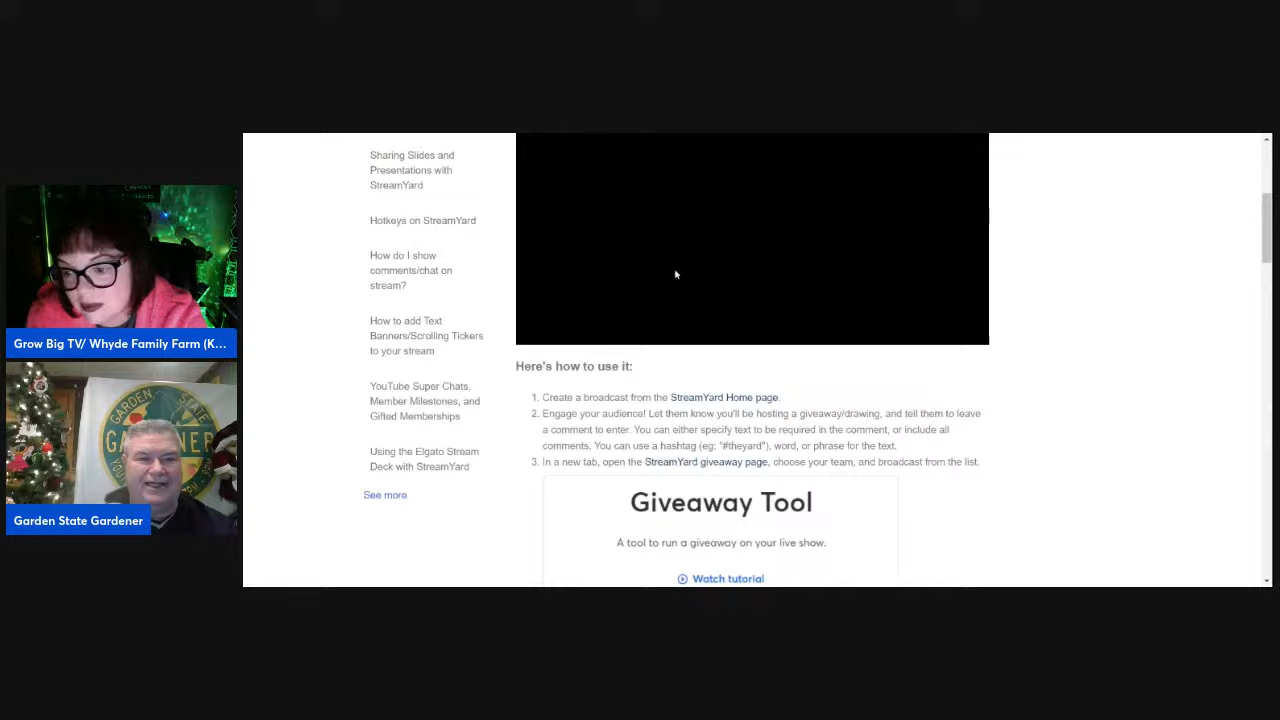 Sharing Slides and
Presentations with
StreamYard
Hotkeys on StreamYard
How do I show
comments/chat on
stream?
How to add Text
Banners/Scrolling Tickers
to your stream
YouTube Super Chats,
Member Milestones, and
Gifted Memberships
Using the Elgato Stream
Deck with StreamYard
See more
Here's how to use it:
1. Create a broadcast from the StreamYard Home page.
2. Engage your audience! Let them know you'll be hosting a giveaway/drawing, and tell them to leave
a comment to enter. You can either specify text to be required in the comment, or include all
comments. You can use a hashtag (eg: "#theyard"), word, or phrase for the text.
3. In a new tab, open the StreamYard giveaway page, choose your team, and broadcast from the list.
Giveaway Tool
A tool to run a giveaway on your live show.
Watch tutorial
Grow Big TV/ Whyde Family Farm (K...
GARDEN STATE
GARDENER
Garden State Gardener